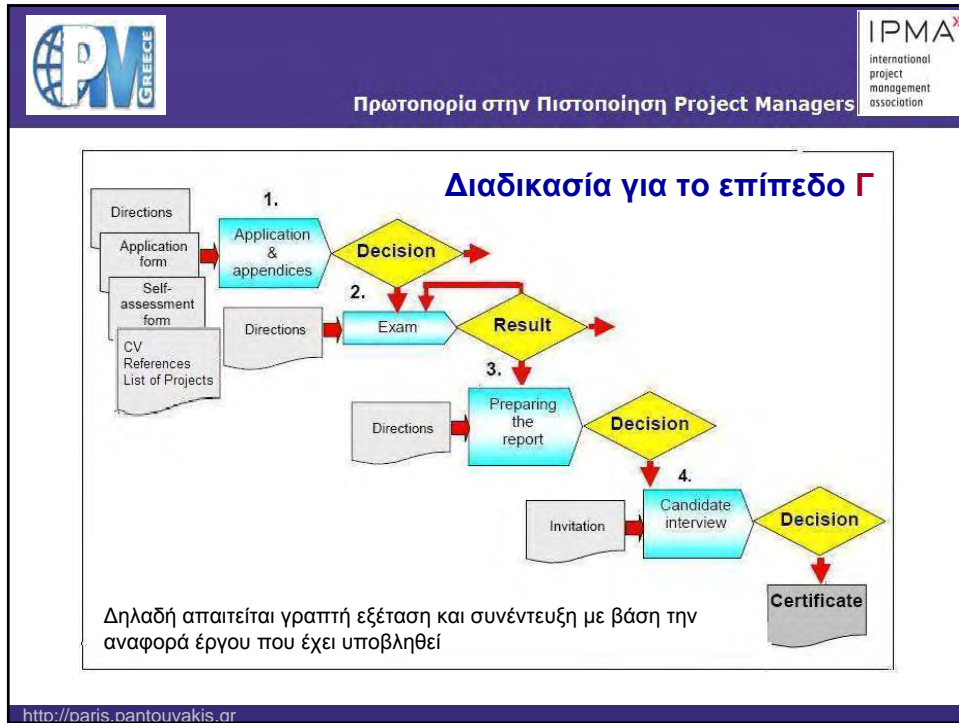 PM
GREECE
IPMA
international
project
management
association
Πρωτοπορία στην Πιστοποίηση Project Managers
Διαδικασία για το επίπεδο Γ
Directions
Application
form
Self-
assessment
form
CV
References
List of Projects
1.
Application
&
appendices
Decision
2.
Directions
Exam
Result
3.
Directions
Preparing
the
report
Decision
4.
Invitation
Candidate
interview
Decision
Certificate
Δηλαδή απαιτείται γραπτή εξέταση και συνέντευξη με βάση την
αναφορά έργου που έχει υποβληθεί
http://paris.pantouvakis.gr